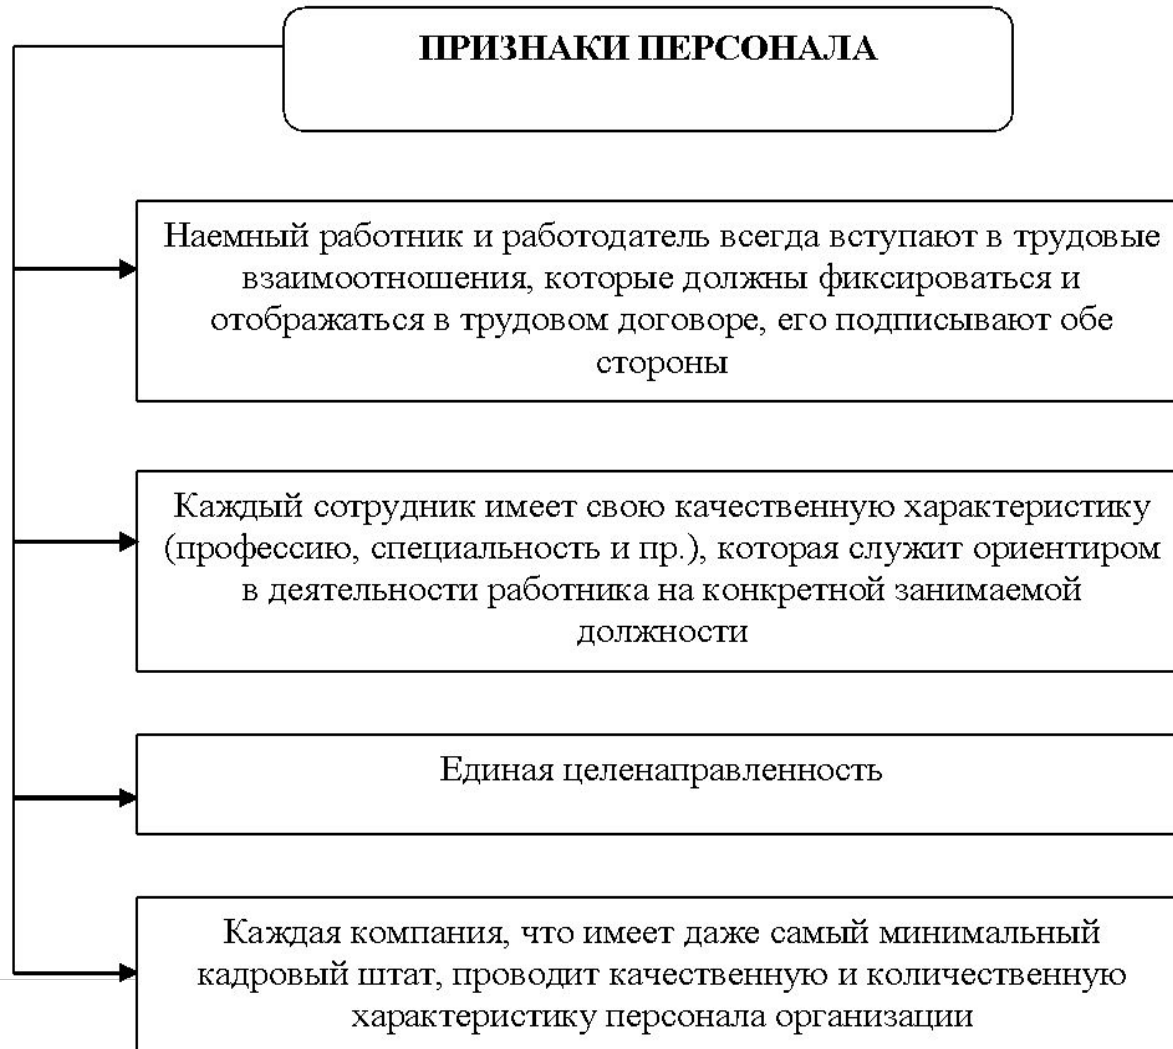 ПРИЗНАКИ ПЕРСОНАЛА
Наемный работник и работодатель всегда вступают в трудовые
взаимоотношения, которые должны фиксироваться и
отображаться в трудовом договоре, его подписывают обе
стороны
Каждый сотрудник имеет свою качественную характеристику
(профессию, специальность и пр.), которая служит ориентиром
в деятельности работника на конкретной занимаемой
должности
Единая целенаправленность
Каждая компания, что имеет даже самый минимальный
кадровый штат, проводит качественную и количественную
характеристику персонала организации